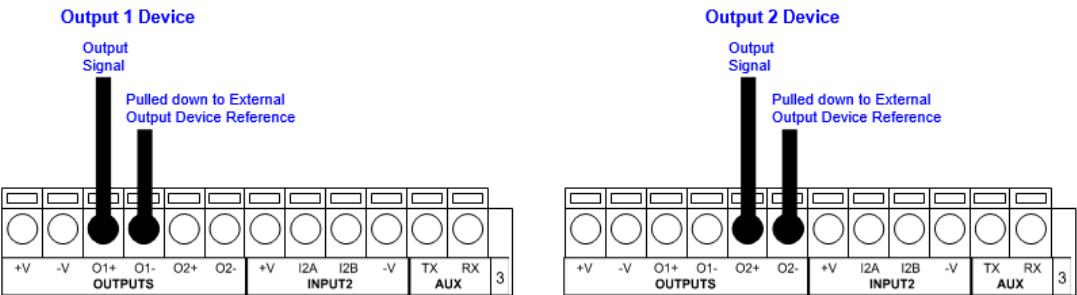 Output 1 Device
Output
Signal
Pulled down to External
Output Device Reference
+V -V O1+ O1- O2+ O2- +V I2A I2B -V TX RX 3
OUTPUTS INPUT2 AUX
Output 2 Device
Output
Signal
Pulled down to External
Output Device Reference
+V -V O1+ O1- O2+ O2- +V I2A I2B -V TX RX 3
OUTPUTS INPUT2 AUX